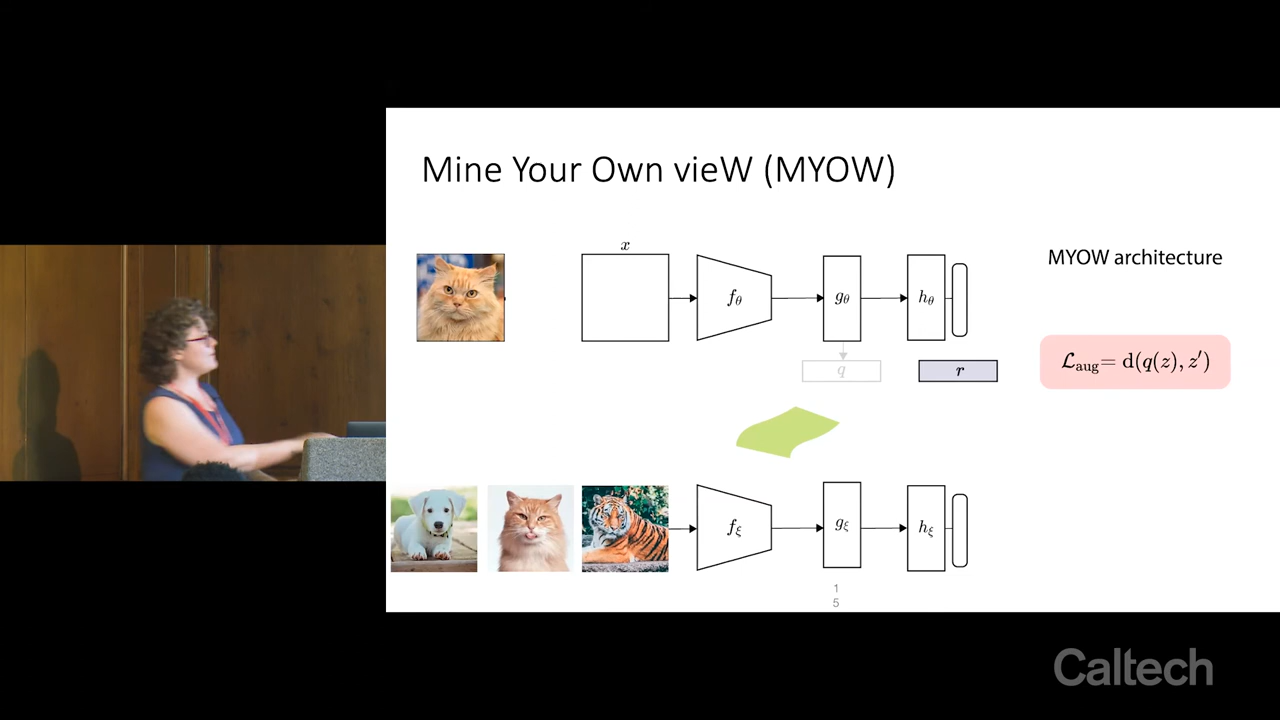 Mine Your Own vieW (MYOW)
x
MYOW architecture
fθ
gθ
hθ
q
r
ℒaug= d(q(z), z′)
fξ
gξ
hξ
1
5
Caltech